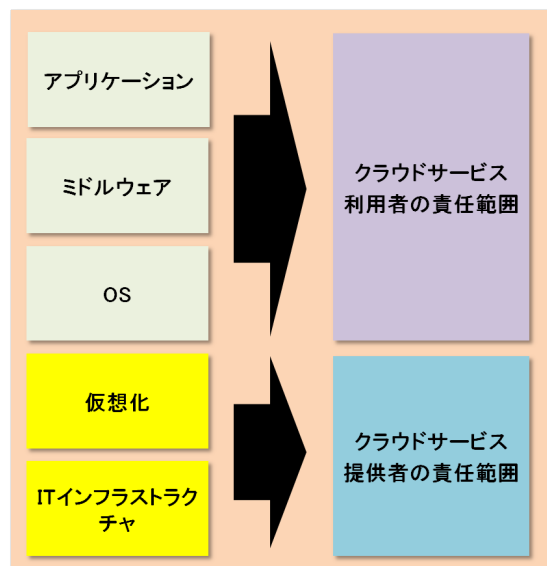 アプリケーション
ミドルウェア
OS
仮想化
ITインフラストラク
チャ
クラウドサービス
利用者の責任範囲
クラウドサービス
提供者の責任範囲